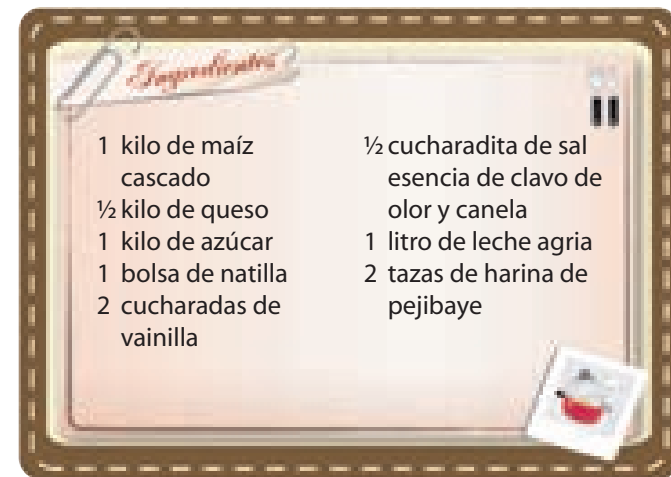 Ingredientes
1 kilo de maíz
cascado
½ kilo de queso
1 kilo de azúcar
1 bolsa de natilla
2 cucharadas de
vainilla
½ cucharadita de sal
esencia de clavo de
olor y canela
1 litro de leche agria
2 tazas de harina de
pejibaye